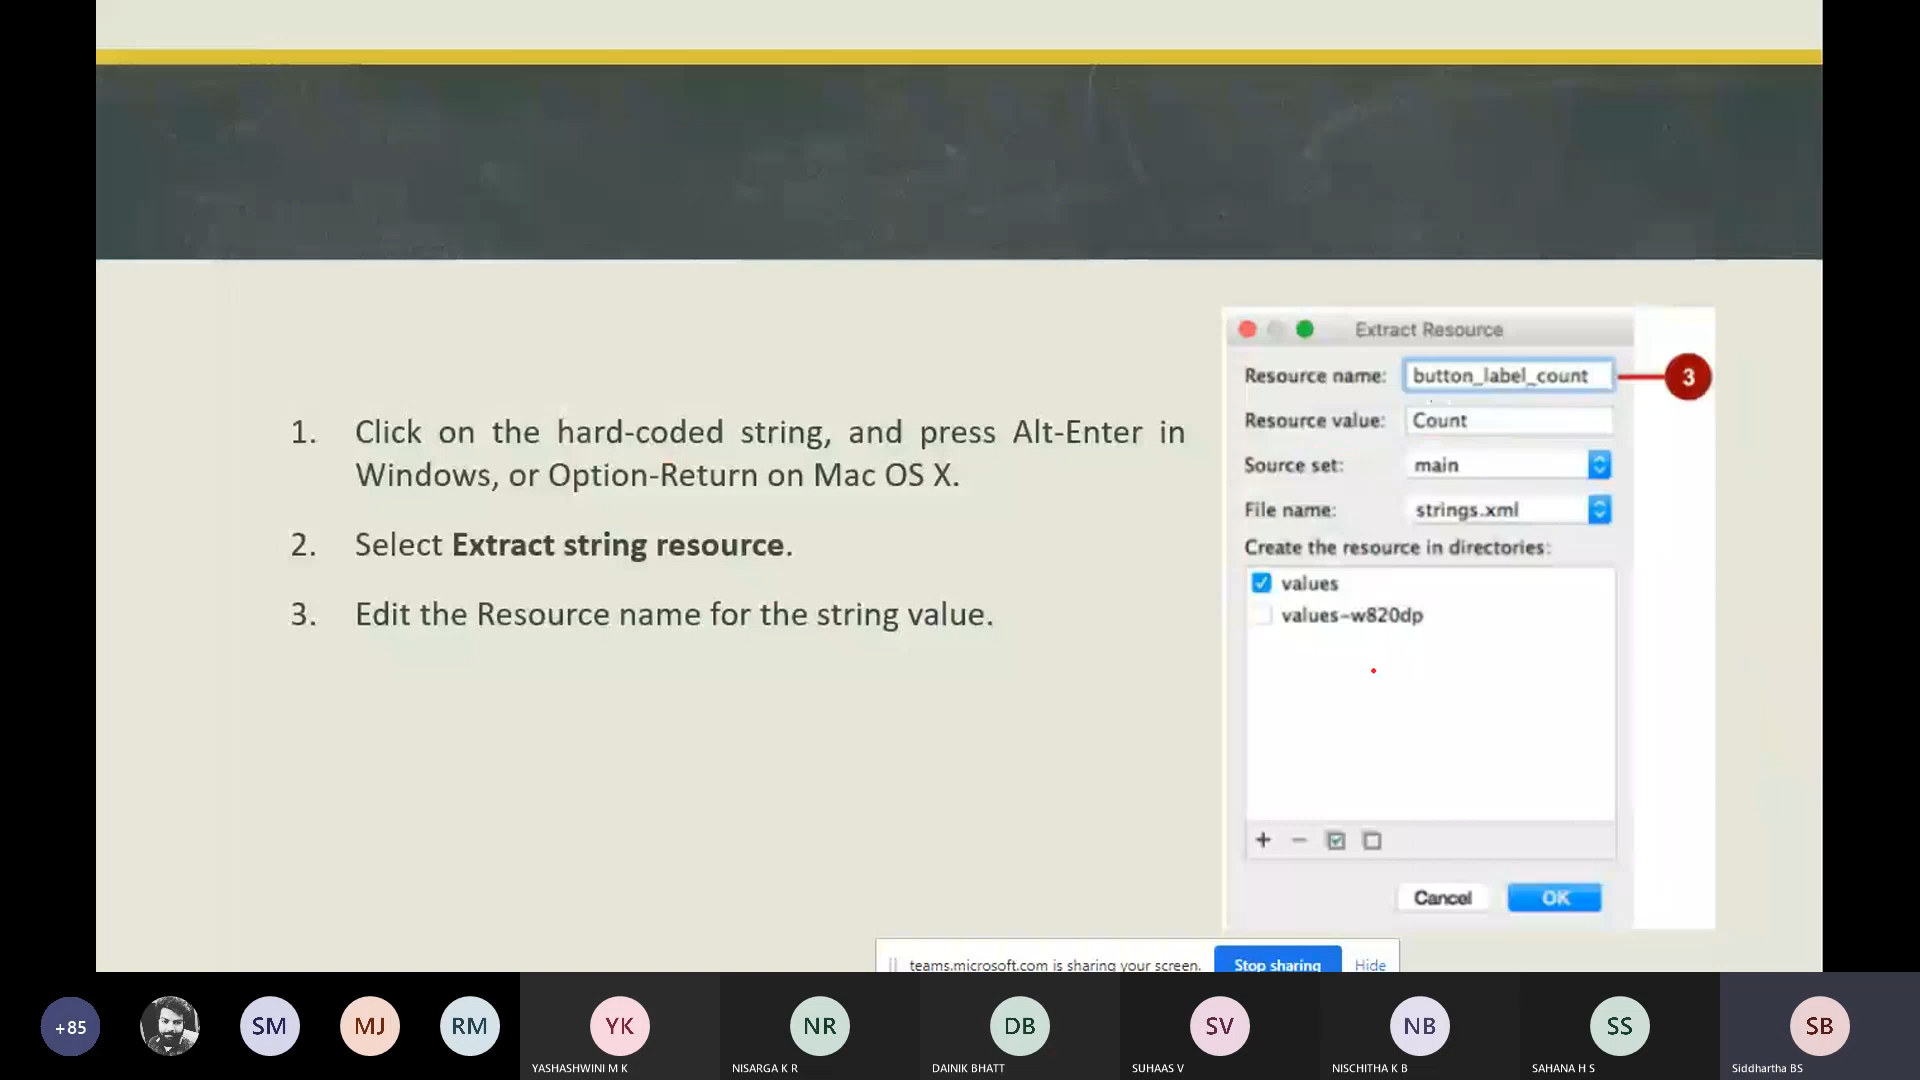 1. Click on the hard-coded string, and press Alt-Enter in
Windows, or Option-Return on Mac OS X.
2. Select Extract string resource.
3. Edit the Resource name for the string value.
Extract Resource
Resource name: button_label_count
3
Resource value: Count
Source set: main
File name: strings.xml
Create the resource in directories:
values
values-w820dp
Cancel OK
teams.microsoft.com is sharing your screen. Stop sharing Hide
+85 SM MJ RM YK NR DB SV NB SS SB
YASHASHWINI M K NISARGA K R DAINIK BHATT SUHAAS V NISCHITHA K B SAHANA H S Siddhartha BS